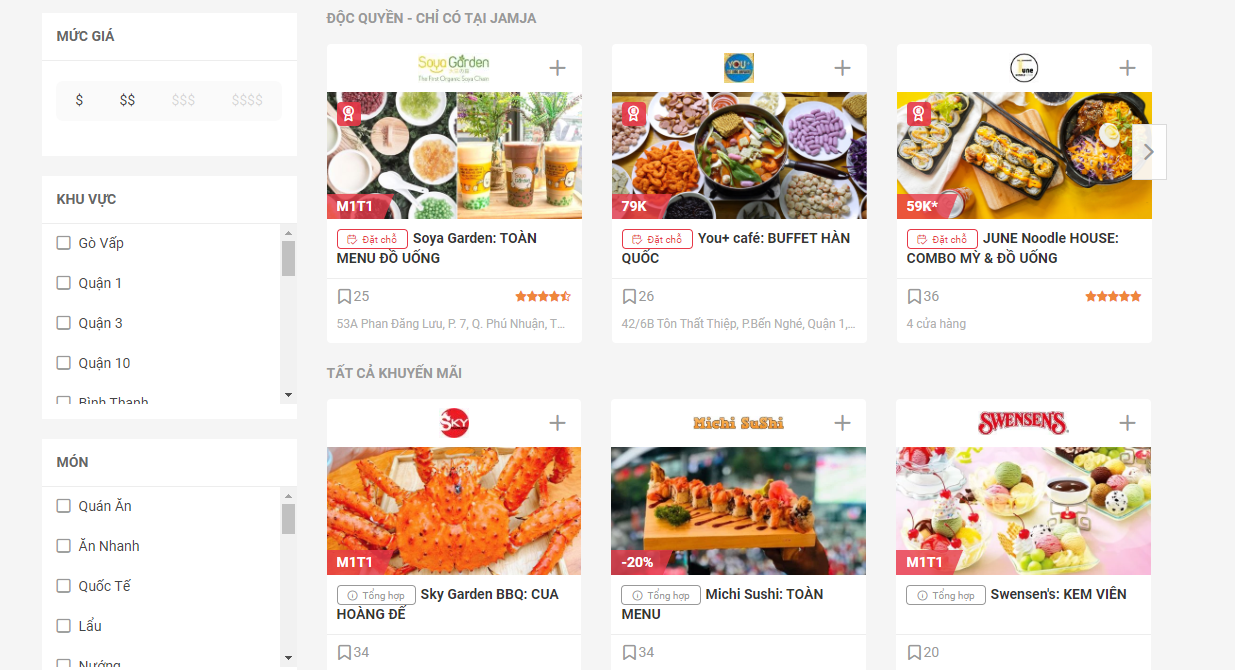 MỨC GIÁ
$ $$ $$$ $$$$
KHU VỰC
Gò Vấp
Quận 1
Quận 3
Quận 10
Bình Thạnh
MÓN
Quán Ăn
Ăn Nhanh
Quốc Tế
Lẩu
Nướng
ĐỘC QUYỀN - CHỈ CÓ TẠI JAMJA
Soya Garden
The First Organic Soya Chain
M1T1
Đặt chỗ Soya Garden: TOÀN
MENU ĐỒ UỐNG
25
53A Phan Đăng Lưu, P. 7, Q. Phú Nhuận, T...
YOU+
79K
Đặt chỗ You+ café: BUFFET HÀN
QUỐC
26
42/6B Tôn Thất Thiệp, P.Bến Nghé, Quận 1,...
June
59K*
Đặt chỗ JUNE Noodle HOUSE:
COMBO MỲ & ĐỒ UỐNG
36
4 cửa hàng
TẤT CẢ KHUYẾN MÃI
SKY
M1T1
Tổng hợp Sky Garden BBQ: CUA
HOÀNG ĐẾ
34
Michi SuShi
-20%
Tổng hợp Michi Sushi: TOÀN
MENU
34
SWENSEN'S
M1T1
Tổng hợp Swensen's: KEM VIÊN
20